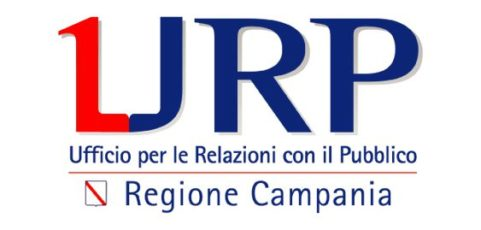 URP
Ufficio per le Relazioni con il Pubblico
Regione Campania